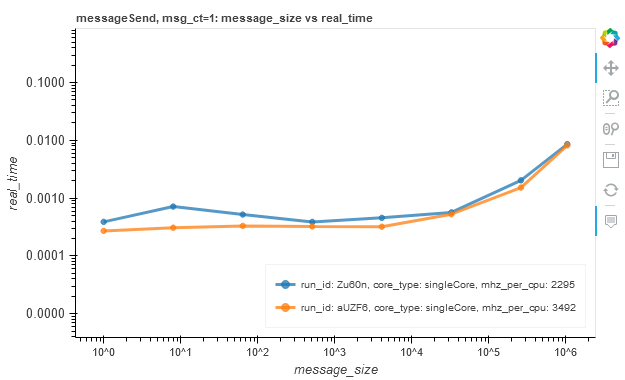 messageSend, msg_ct=1: message_size vs real_time
0.1000
0.0100
0.0010
0.0001
0.0000
real_time
run_id: Zu60n, core_type: singleCore, mhz_per_cpu: 2295
run_id: aUZF6, core_type: singleCore, mhz_per_cpu: 3492
10^0 10^1 10^2 10^3 10^4 10^5 10^6
message_size